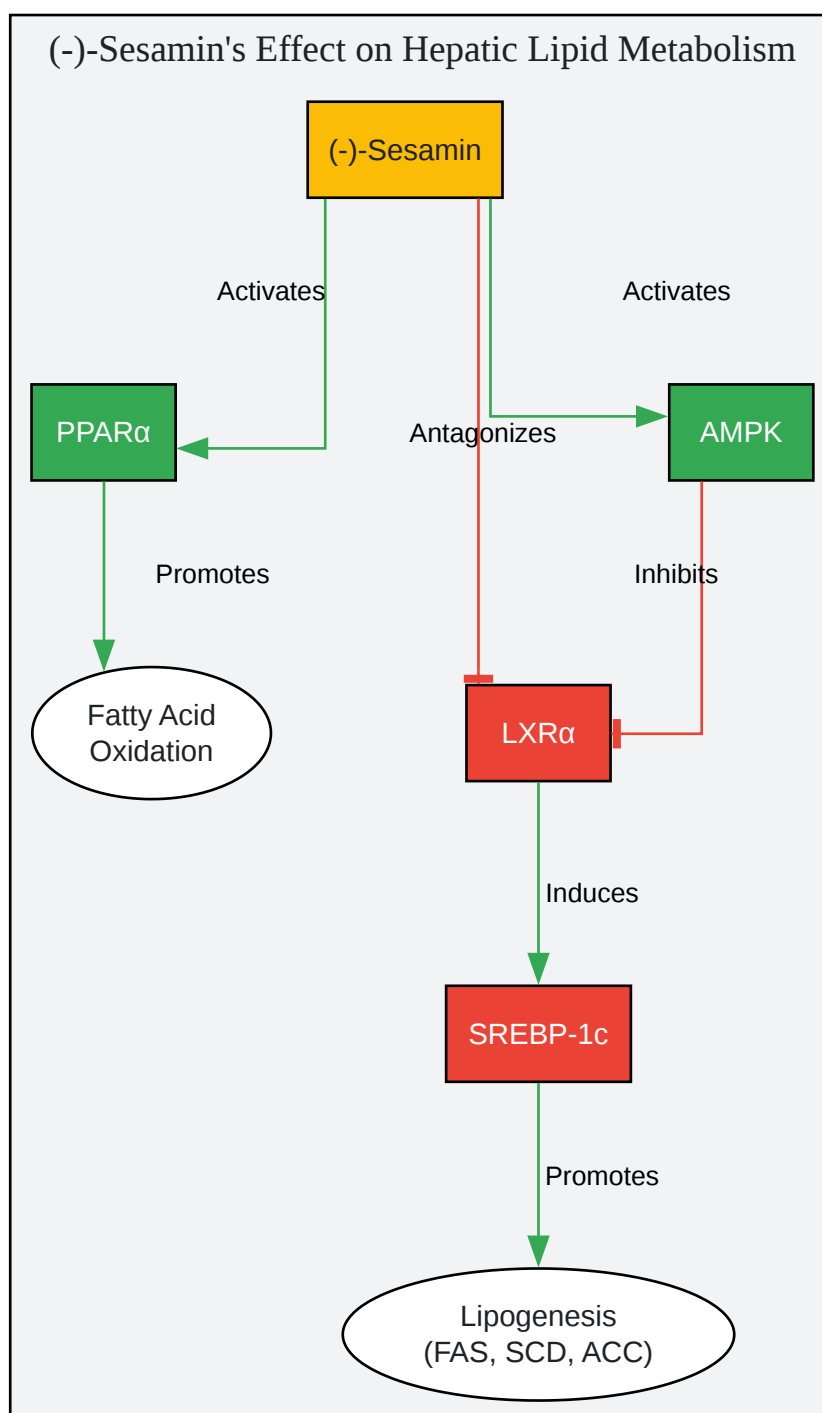 (-)-Sesamin's Effect on Hepatic Lipid Metabolism
(-)-Sesamin
Activates
Activates
PPARα
Antagonizes
AMPK
Promotes
Inhibits
Fatty Acid
Oxidation
LXRα
Induces
SREBP-1c
Promotes
Lipogenesis
(FAS, SCD, ACC)